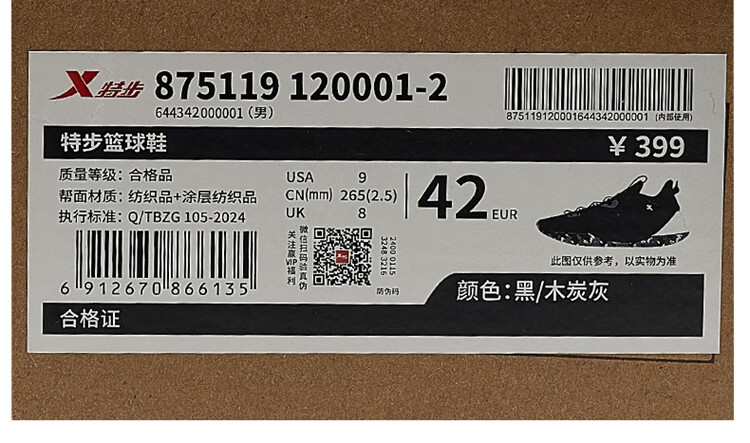 X 特步 875119 120001-2
644342000001 (男)
875119120001644342000001 (内部使用)
特步篮球鞋 ¥ 399
质量等级: 合格品
帮面材质: 纺织品+涂层纺织品
执行标准: Q/TBZG 105-2024
USA 9
CN(mm) 265(2.5)
UK 8
42 EUR
微信扫码验真伪
关注赢VIP福利
2400 0115
3248 3216
防伪码
此图仅供参考，以实物为准
6 912670 866135
颜色:黑/木炭灰
合格证